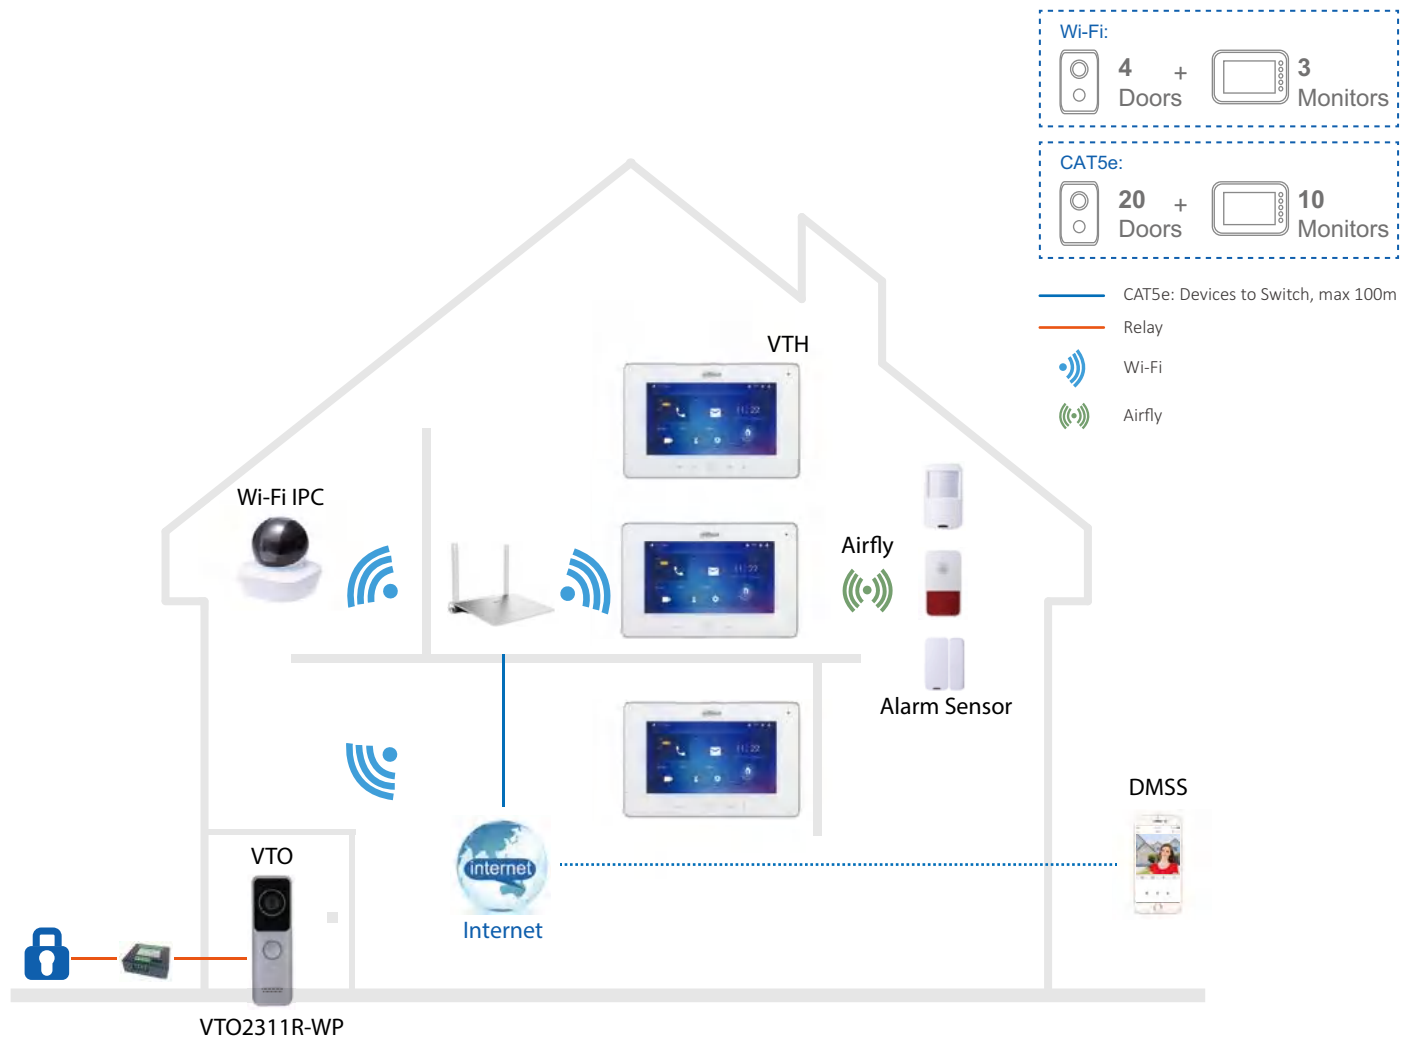 Wi-Fi:
4 + 3
Doors Monitors
CAT5e:
20 + 10
Doors Monitors
CAT5e: Devices to Switch, max 100m
Relay
Wi-Fi
Airfly
VTH
Wi-Fi IPC
Airfly
Alarm Sensor
DMSS
VTO
internet
Internet
VTO2311R-WP